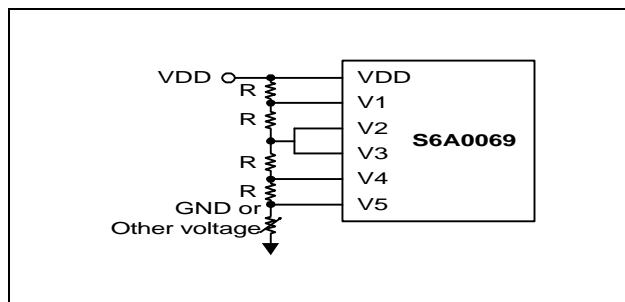 VDD VDD
R V1
R V2
V3 S6A0069
R V4
R V5
GND or
Other voltage